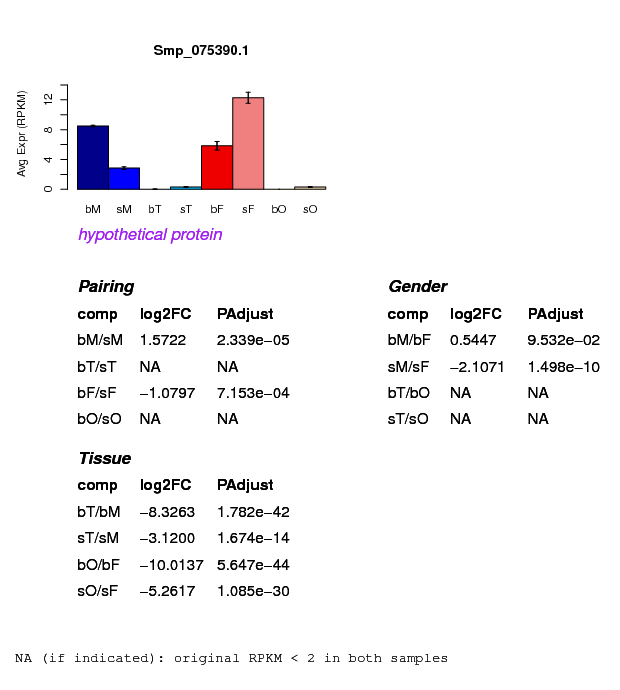 Smp_075390.1
Avg Expr (RPKM)
0 4 8 12
bM sM bT sT bF sF bO sO
hypothetical protein
Pairing
comp log2FC PAdjust
bM/sM 1.5722 2.339e−05
bT/sT NA NA
bF/sF −1.0797 7.153e−04
bO/sO NA NA
Gender
comp log2FC PAdjust
bM/bF 0.5447 9.532e−02
sM/sF −2.1071 1.498e−10
bT/bO NA NA
sT/sO NA NA
Tissue
comp log2FC PAdjust
bT/bM −8.3263 1.782e−42
sT/sM −3.1200 1.674e−14
bO/bF −10.0137 5.647e−44
sO/sF −5.2617 1.085e−30
NA (if indicated): original RPKM < 2 in both samples